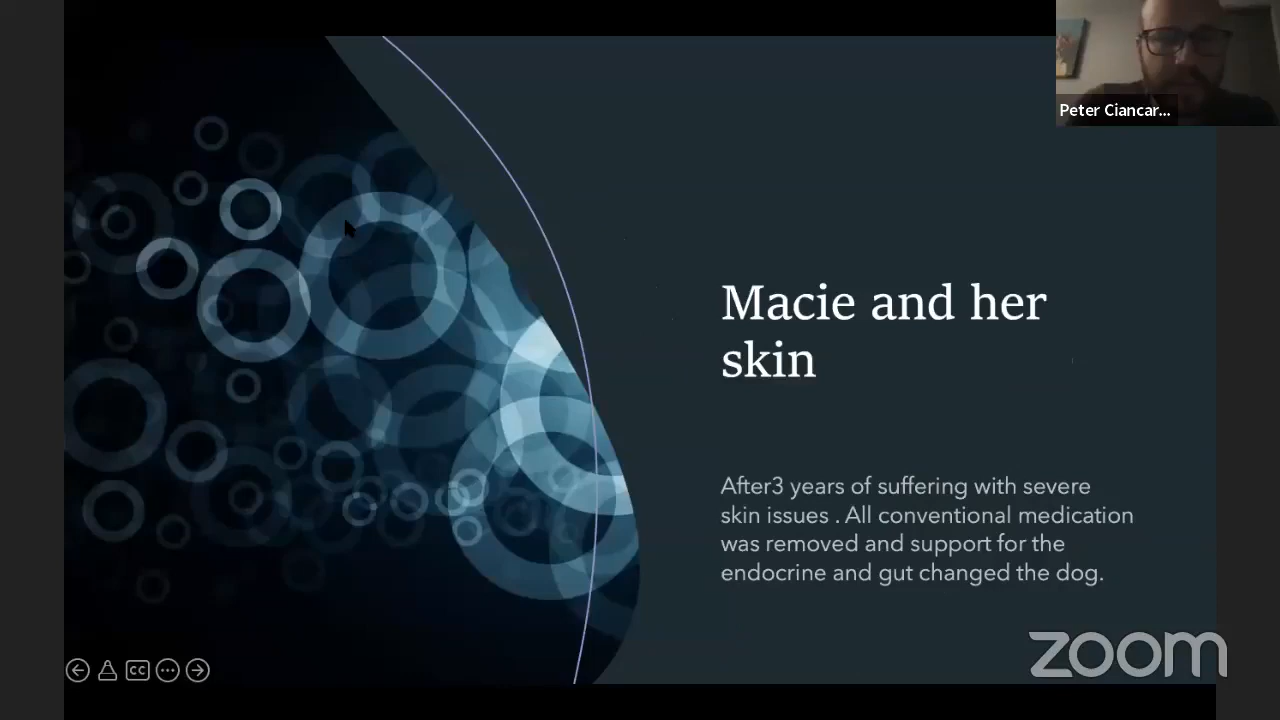 Peter Ciancar...
Macie and her
skin
After3 years of suffering with severe
skin issues . All conventional medication
was removed and support for the
endocrine and gut changed the dog.
CC
zoom